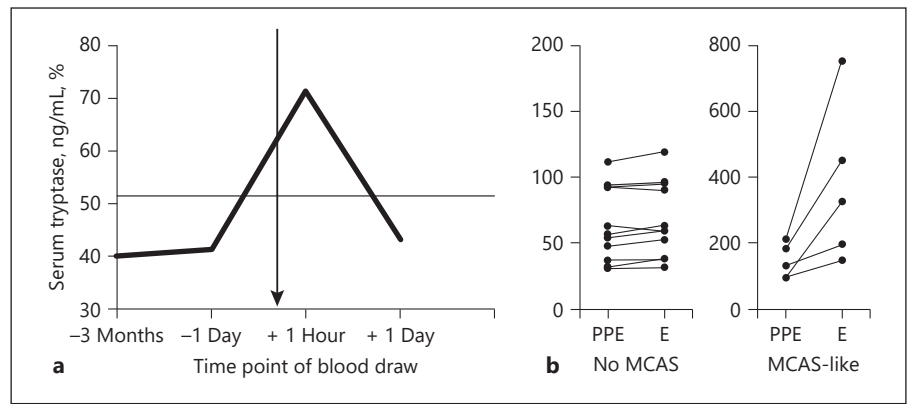 Serum tryptase, ng/mL, %
80
70
60
50
40
30
–3 Months
–1 Day
+ 1 Hour
+ 1 Day
a
Time point of blood draw
200
150
100
50
0
PPE
E
b
No MCAS
800
600
400
200
0
PPE
E
MCAS-like